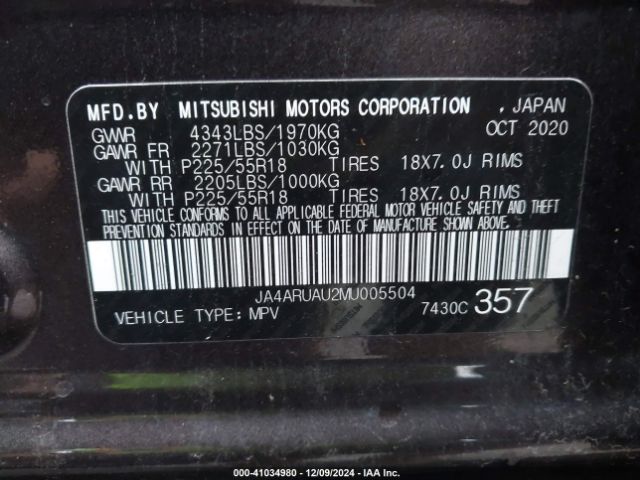 MFD.BY MITSUBISHI MOTORS CORPORATION , JAPAN
GVWR 4343LBS/1970KG OCT 2020
GAWR FR 2271LBS/1030KG
WITH P225/55R18 TIRES 18X7.0J RIMS
GAWR RR 2205LBS/1000KG
WITH P225/55R18 TIRES 18X7.0J RIMS
THIS VEHICLE CONFORMS TO ALL APPLICABLE FEDERAL MOTOR VEHICLE SAFETY AND THEFT
PREVENTION STANDARDS IN EFFECT ON THE DATE OF MANUFACTURE SHOWN ABOVE.
JA4ARUAU2MU005504
VEHICLE TYPE: MPV 7430C 357
000-41034980 - 12/09/2024 - IAA Inc.